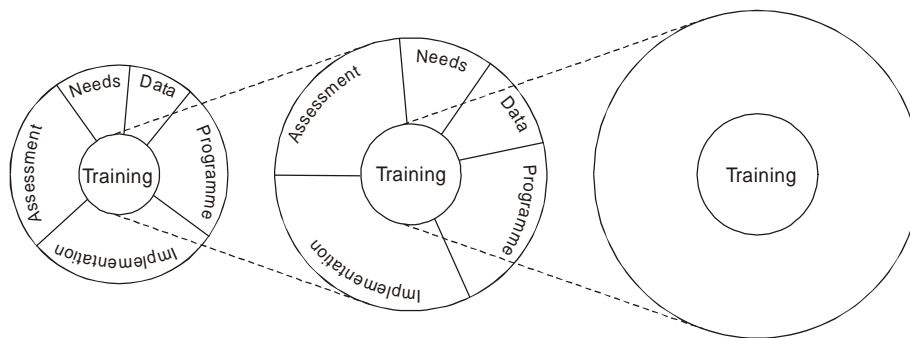 Needs
Data
Programme
Implementation
Assessment
Training
Needs
Data
Programme
Implementation
Assessment
Training
Training